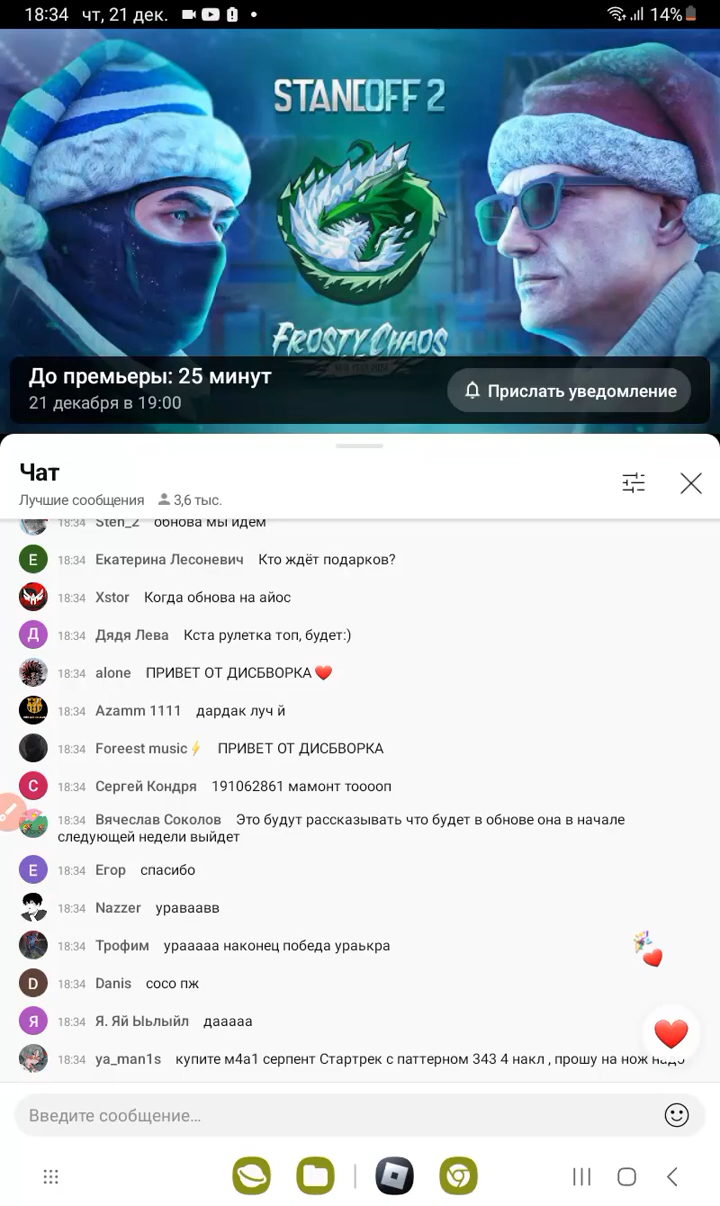 18:34 чт, 21 дек.
14%
STANDOFF 2
FROSTY CHAOS
До премьеры: 25 минут
21 декабря в 19:00
Прислать уведомление
Чат
Лучшие сообщения 3,6 тыс.
18:34 Sten_2 обнова мы идем
18:34 Екатерина Лесоневич Кто ждёт подарков?
18:34 Xstor Когда обнова на айос
18:34 Дядя Лева Кста рулетка топ, будет:)
18:34 alone ПРИВЕТ ОТ ДИСБВОРКА ❤️
18:34 Azamm 1111 дардак луч й
18:34 Foreest music⚡ ПРИВЕТ ОТ ДИСБВОРКА
18:34 Сергей Кондря 191062861 мамонт тоооол
18:34 Вячеслав Соколов Это будут рассказывать что будет в обнове она в начале
следующей недели выйдет
18:34 Егор спасибо
18:34 Nazzer ураваавв
18:34 Трофим урааааа наконец победа ураькра
18:34 Danis сосо пж
18:34 Я. Яй Ыьлыйл дааааа
18:34 ya_man1s купите м4а1 серпент Стартрек с паттерном 343 4 накл , прошу на нож надо
Введите сообщение...